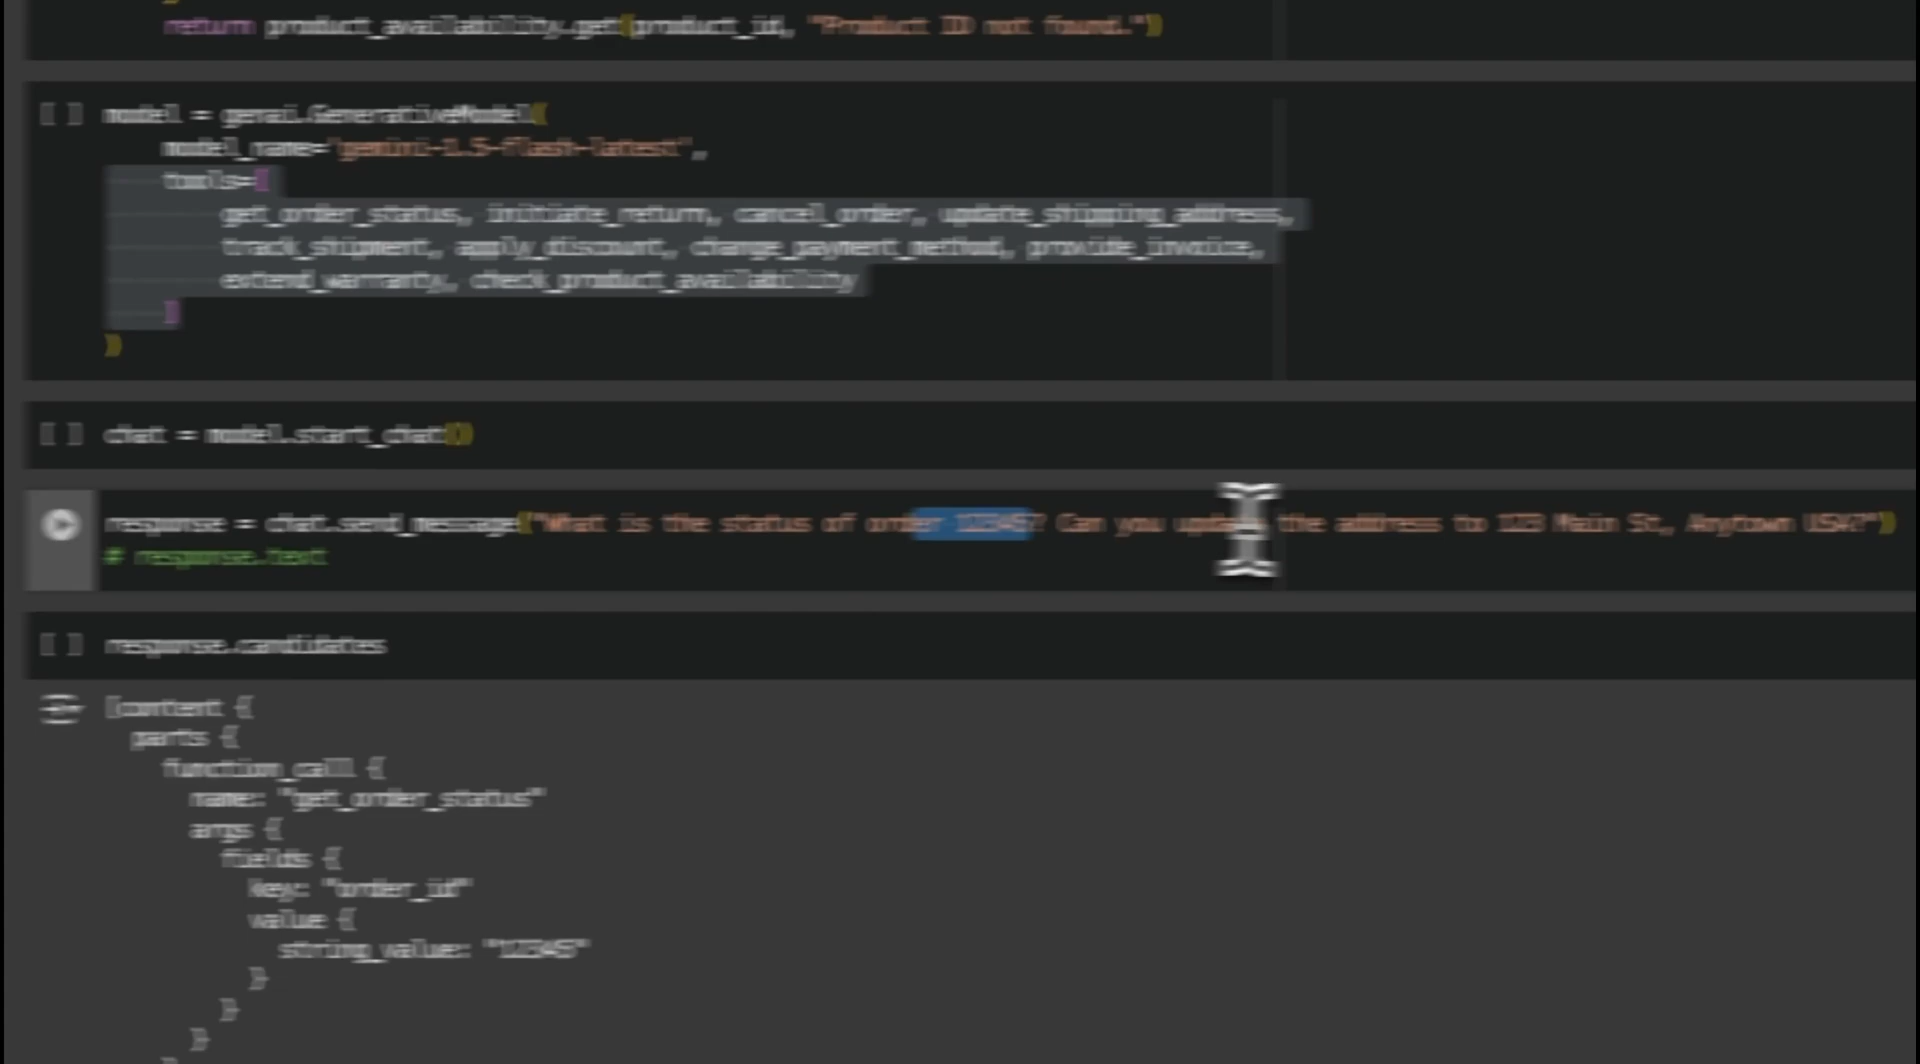 return product_availability.get(product_id, "Product ID not found.")
[ ] model = genai.GenerativeModel(
model_name='gemini-1.5-flash-latest',
tools=[
get_order_status, initiate_return, cancel_order, update_shipping_address,
track_shipment, apply_discount, change_payment_method, provide_invoice,
extend_warranty, check_product_availability
]
)
[ ] chat = model.start_chat()
response = chat.send_message("What is the status of order 12345? Can you update the address to 123 Main St, Anytown USA?")
# response.text
[ ] response.candidates
[content {
parts {
function_call {
name: "get_order_status"
args {
fields {
key: "order_id"
value {
string_value: "12345"
}
}
}